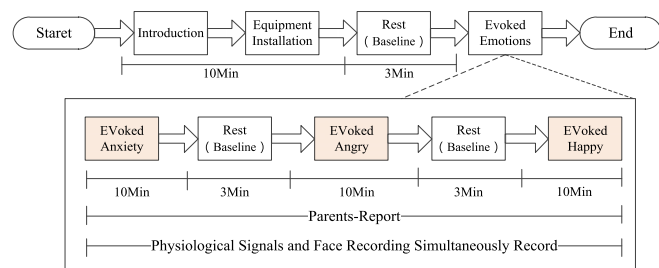 Staret
Introduction
Equipment
Installation
Rest
( Baseline )
Evoked
Emotions
End
10Min
3Min
EVoked
Anxiety
Rest
( Baseline )
EVoked
Angry
Rest
( Baseline )
EVoked
Happy
10Min
3Min
10Min
3Min
10Min
Parents-Report
Physiological Signals and Face Recording Simultaneously Record